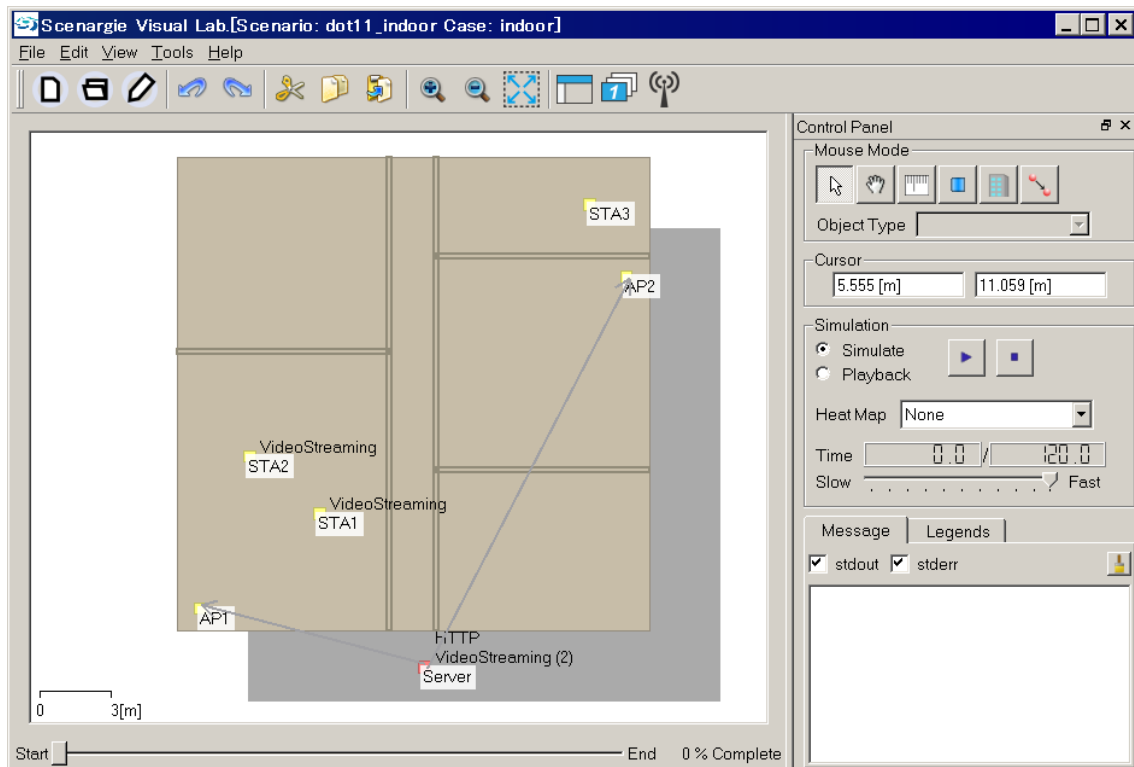 Scenargie Visual Lab.[Scenario: dot11_indoor Case: indoor]
File Edit View Tools Help
1
STA3
AP2
VideoStreaming
STA2
VideoStreaming
STA1
AP1
HTTP
VideoStreaming (2)
Server
0 3[m]
Start End 0 % Complete
Control Panel
Mouse Mode
Object Type
Cursor
5.555 [m] 11.059 [m]
Simulation
Simulate
Playback
Heat Map None
Time 0.0 / 120.0
Slow Fast
Message Legends
stdout stderr